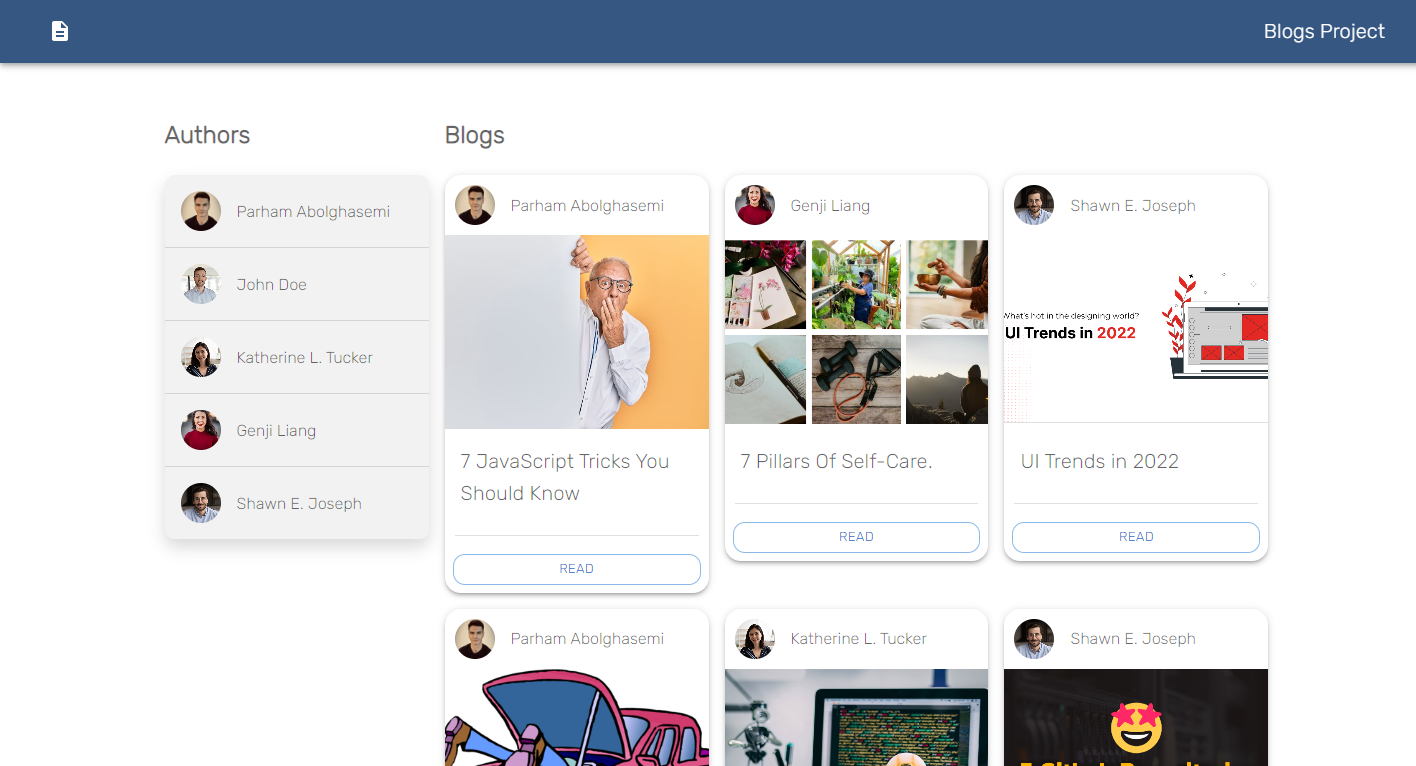 Blogs Project
Authors
Parham Abolghasemi
John Doe
Katherine L. Tucker
Genji Liang
Shawn E. Joseph
Blogs
Parham Abolghasemi
7 JavaScript Tricks You
Should Know
READ
Genji Liang
7 Pillars Of Self-Care.
READ
Shawn E. Joseph
What's hot in the designing world?
UI Trends in 2022
UI Trends in 2022
READ
Parham Abolghasemi
Katherine L. Tucker
Shawn E. Joseph